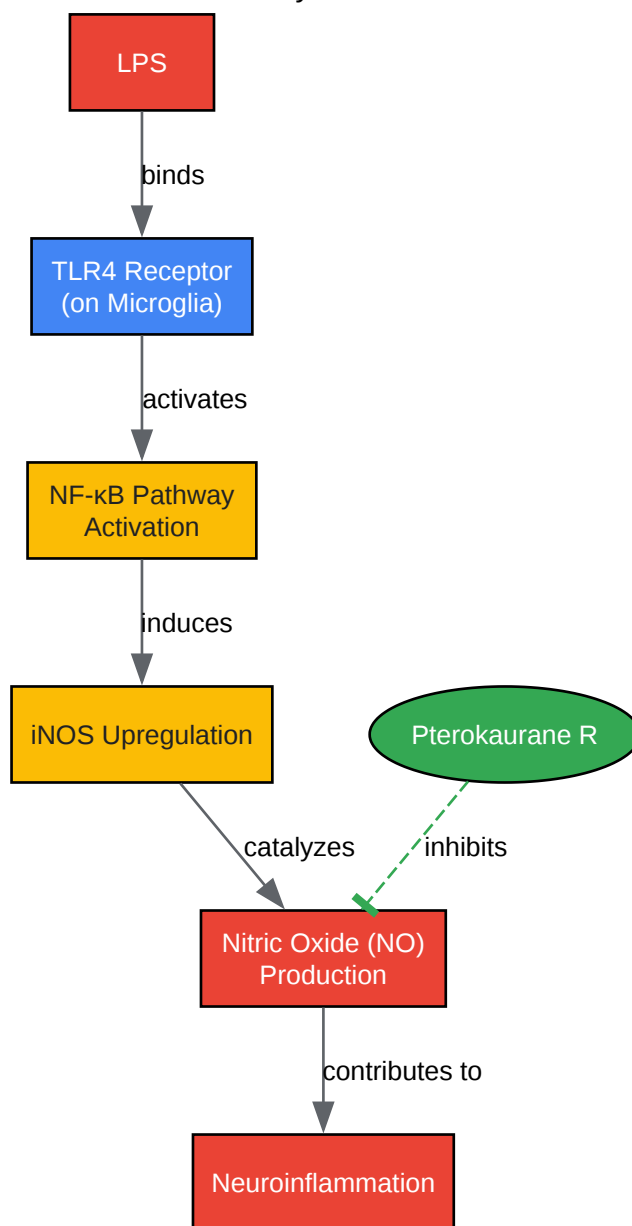 LPS
binds
TLR4 Receptor
(on Microglia)
activates
NF-κB Pathway
Activation
induces
iNOS Upregulation
Pterokaurane R
catalyzes
inhibits
Nitric Oxide (NO)
Production
contributes to
Neuroinflammation